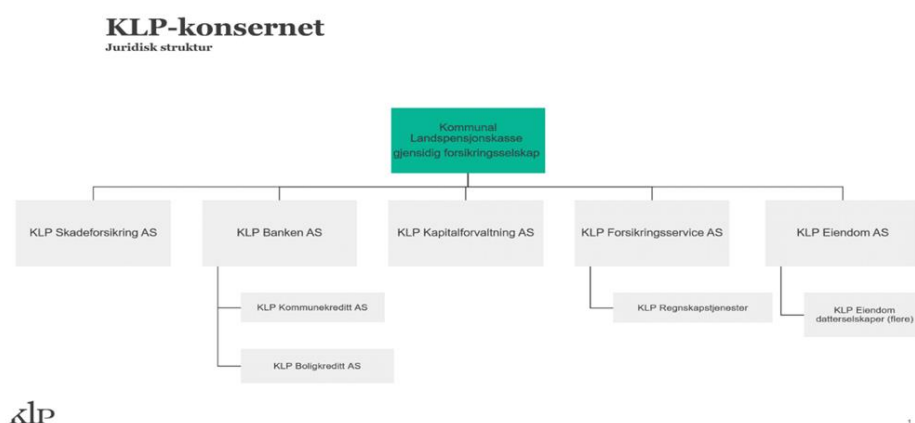 KLP-konsernet
Juridisk struktur
Kommunal
Landspensjonskasse
gjensidig forsikringsselskap
KLP Skadeforsikring AS
KLP Banken AS
KLP Kapitalforvaltning AS
KLP Forsikringsservice AS
KLP Eiendom AS
KLP Kommunekreditt AS
KLP Boligkreditt AS
KLP Regnskapstjenester
KLP Eiendom
datterselskaper (flere)
klp